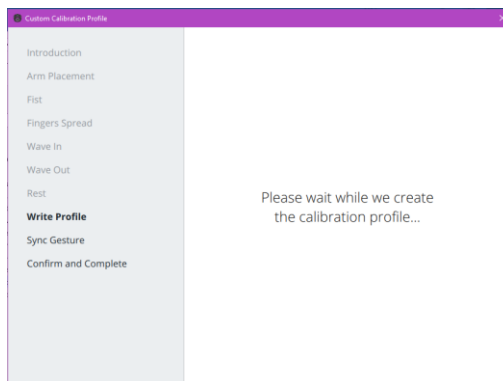 Custom Calibration Profile
Introduction
Arm Placement
Fist
Fingers Spread
Wave In
Wave Out
Rest
Write Profile
Sync Gesture
Confirm and Complete
Please wait while we create
the calibration profile...